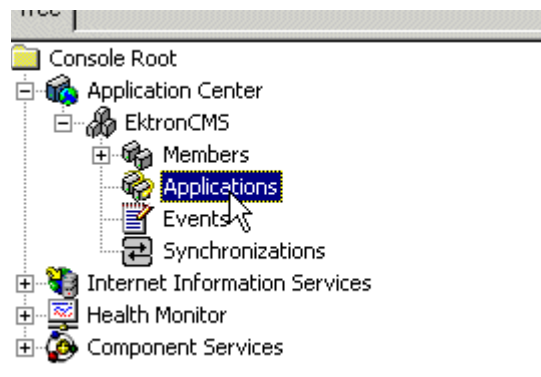 Tree
Console Root
Application Center
EktronCMS
Members
Applications
Events
Synchronizations
Internet Information Services
Health Monitor
Component Services